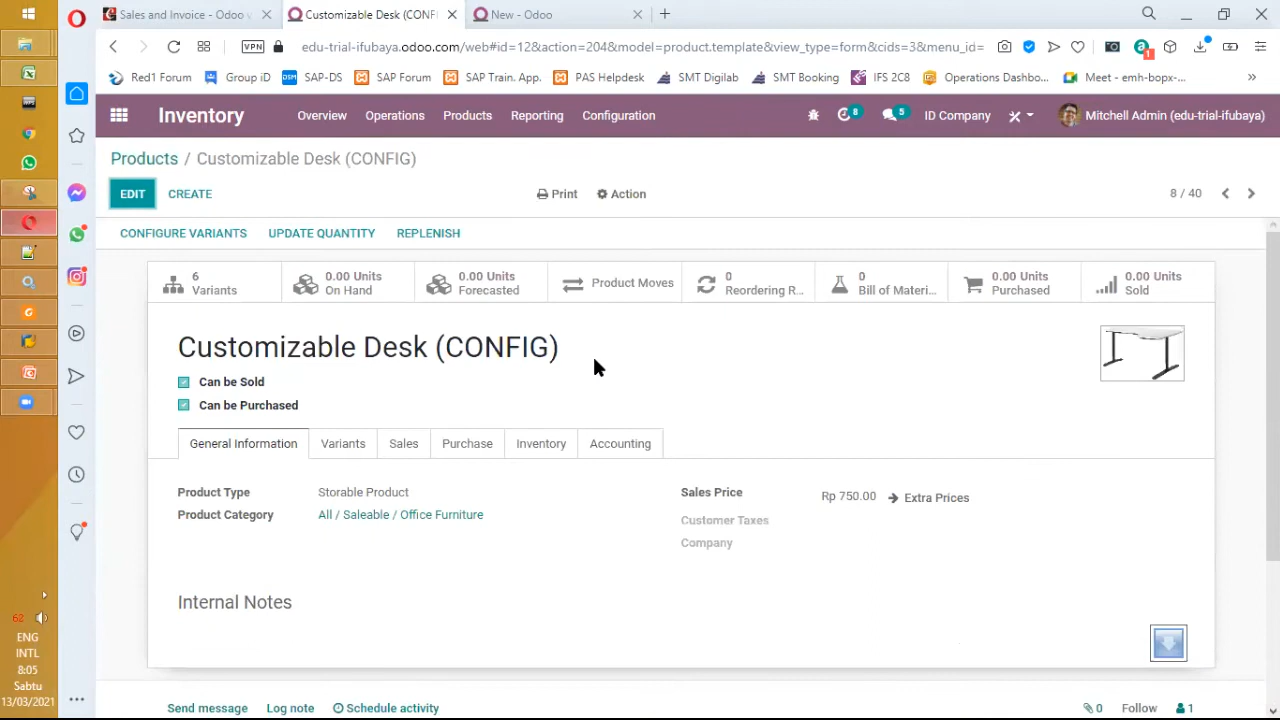 Sales and Invoice - Odoo v
Customizable Desk (CONFI
New - Odoo
VPN
edu-trial-ifubaya.odoo.com/web#id=12&action=204&model=product.template&view_type=form&cids=3&menu_id=
Red1 Forum
Group iD
SAP-DS
SAP Forum
SAP Train. App.
PAS Helpdesk
SMT Digilab
SMT Booking
IFS 2C8
Operations Dashbo...
Meet - emh-bopx-...
»
Inventory
Overview
Operations
Products
Reporting
Configuration
8
5
ID Company
Mitchell Admin (edu-trial-ifubaya)
Products / Customizable Desk (CONFIG)
EDIT
CREATE
Print
Action
8 / 40
CONFIGURE VARIANTS
UPDATE QUANTITY
REPLENISH
6
Variants
0.00 Units
On Hand
0.00 Units
Forecasted
Product Moves
0
Reordering R...
0
Bill of Materi...
0.00 Units
Purchased
0.00 Units
Sold
Customizable Desk (CONFIG)
Can be Sold
Can be Purchased
General Information
Variants
Sales
Purchase
Inventory
Accounting
Product Type
Storable Product
Product Category
All / Saleable / Office Furniture
Sales Price
Rp 750.00
Extra Prices
Customer Taxes
Company
Internal Notes
Send message
Log note
Schedule activity
0
Follow
1
62
ENG
INTL
8:05
Sabtu
13/03/2021